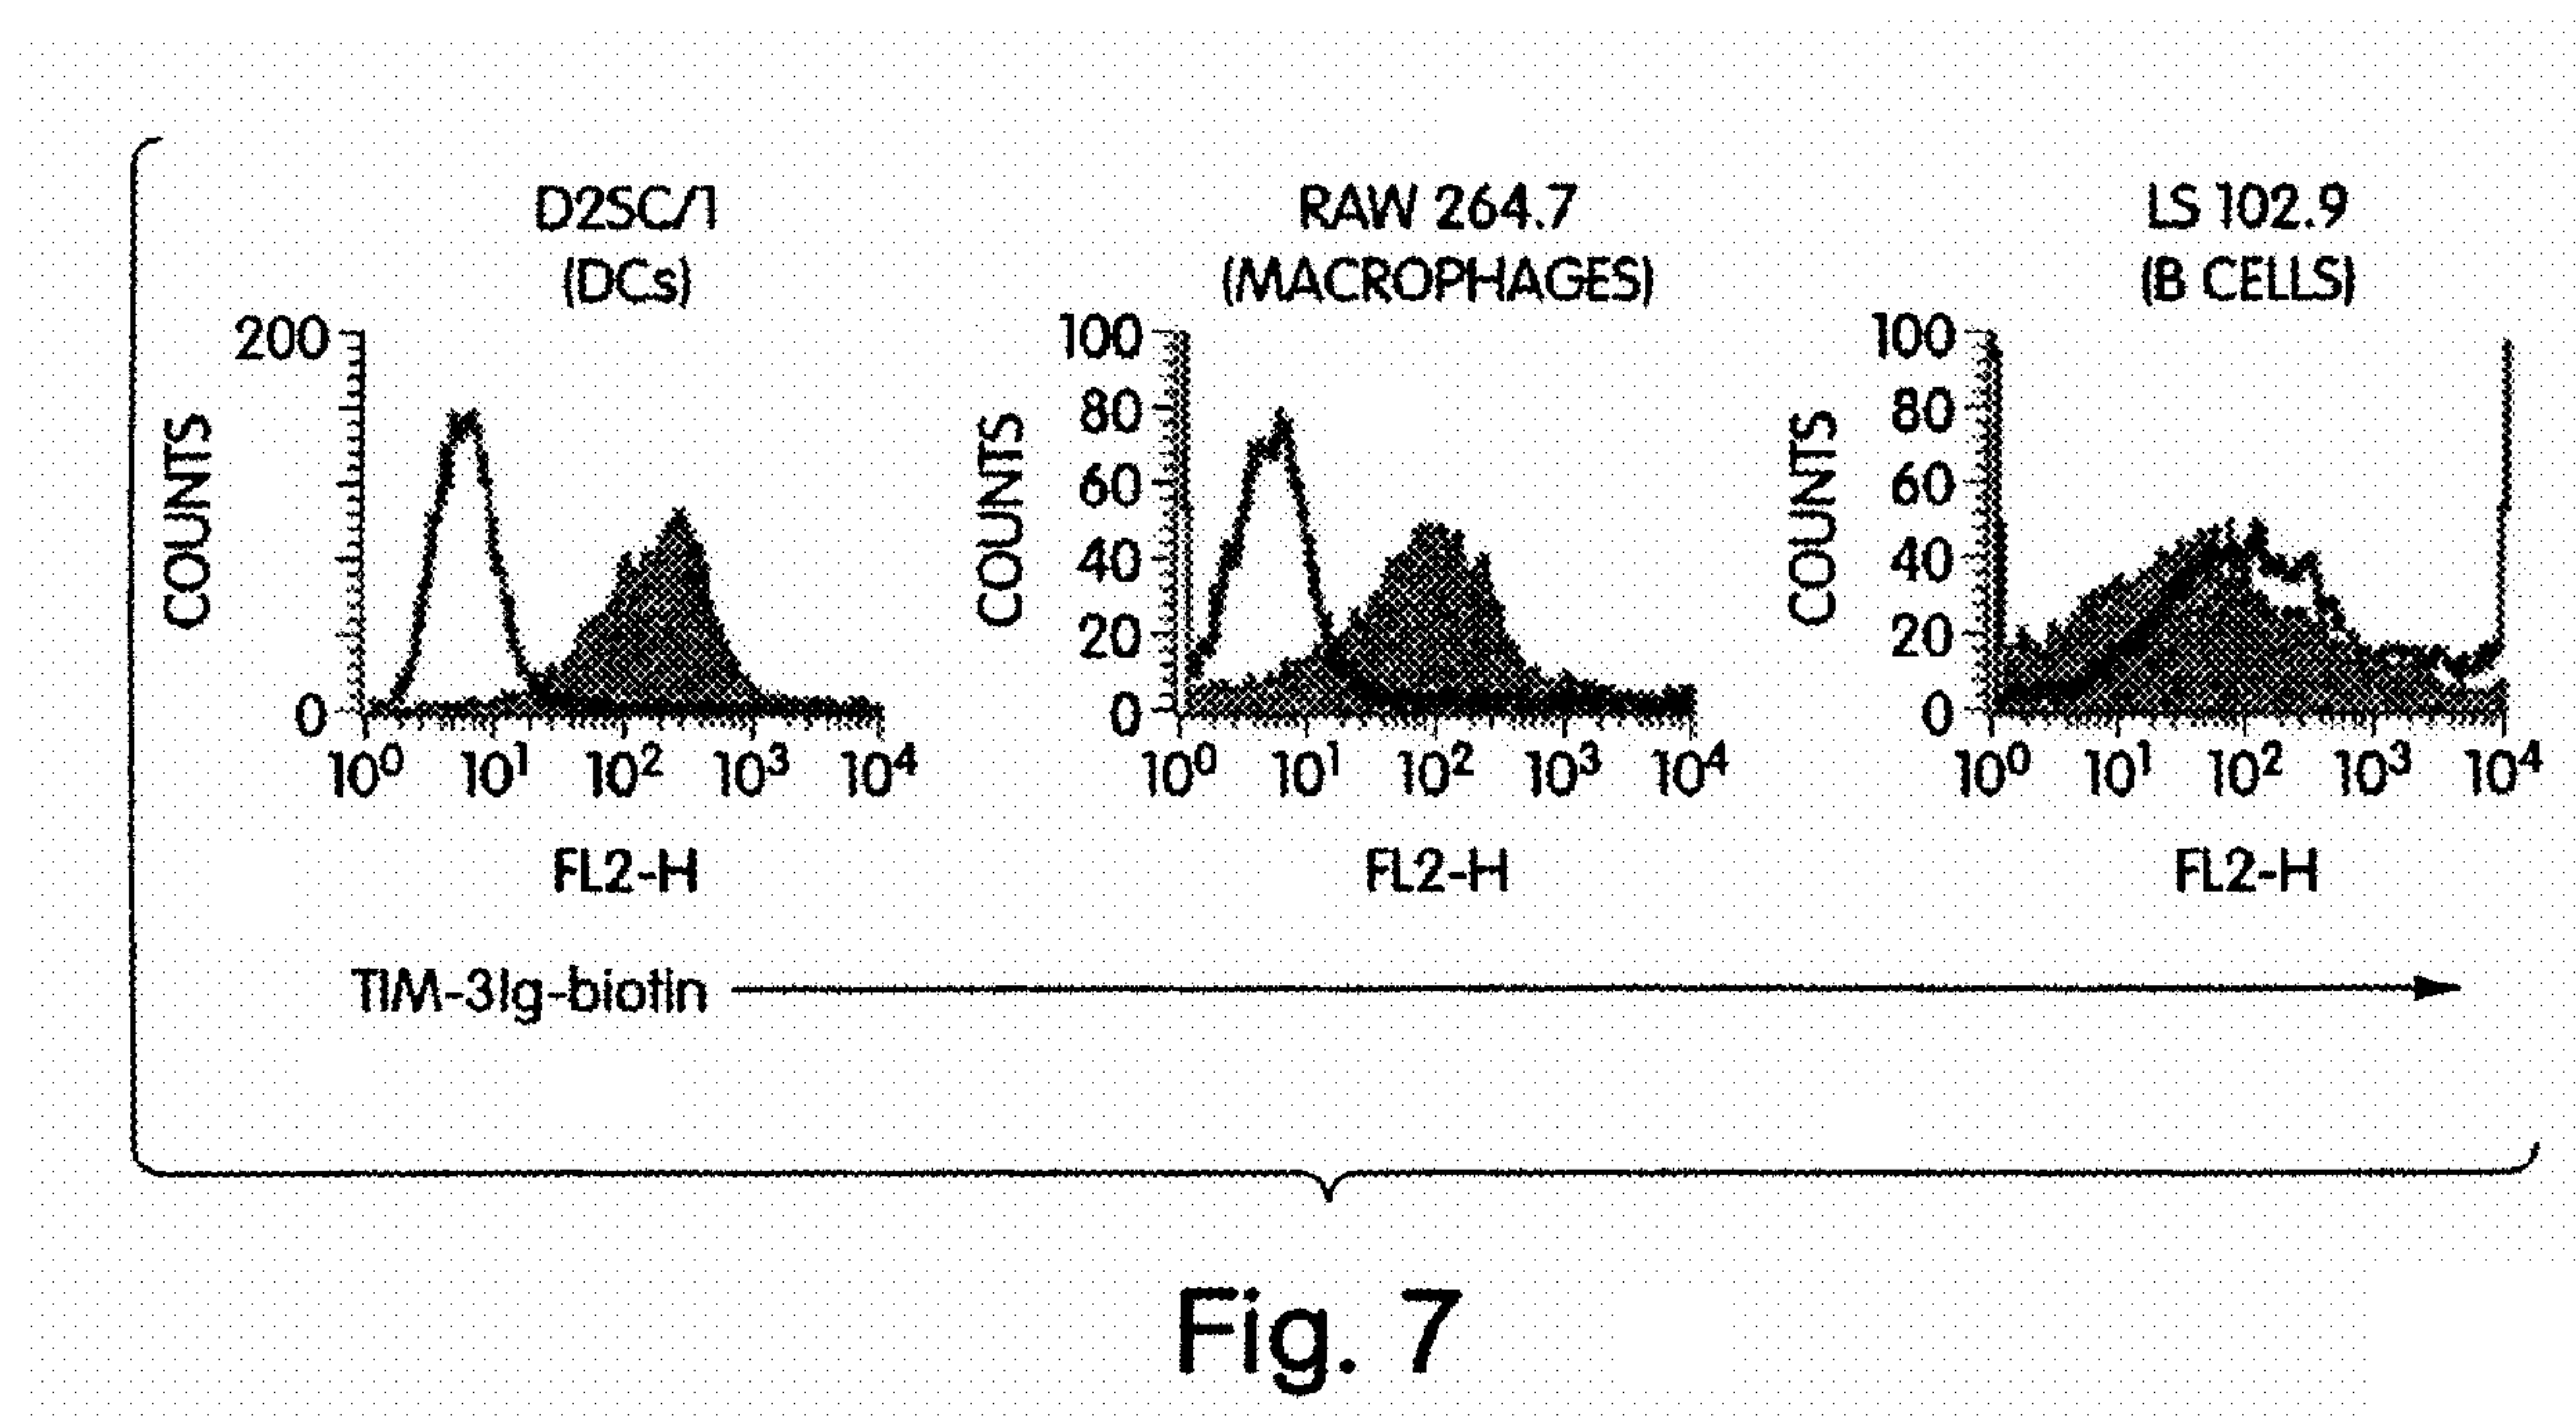 D2SC/1
(DCs)
200
0
COUNTS
10⁰ 10¹ 10² 10³ 10⁴
FL2-H
RAW 264.7
(MACROPHAGES)
100
80
60
40
20
0
COUNTS
10⁰ 10¹ 10² 10³ 10⁴
FL2-H
LS 102.9
(B CELLS)
100
80
60
40
20
0
COUNTS
10⁰ 10¹ 10² 10³ 10⁴
FL2-H
TIM-3Ig-biotin
Fig. 7